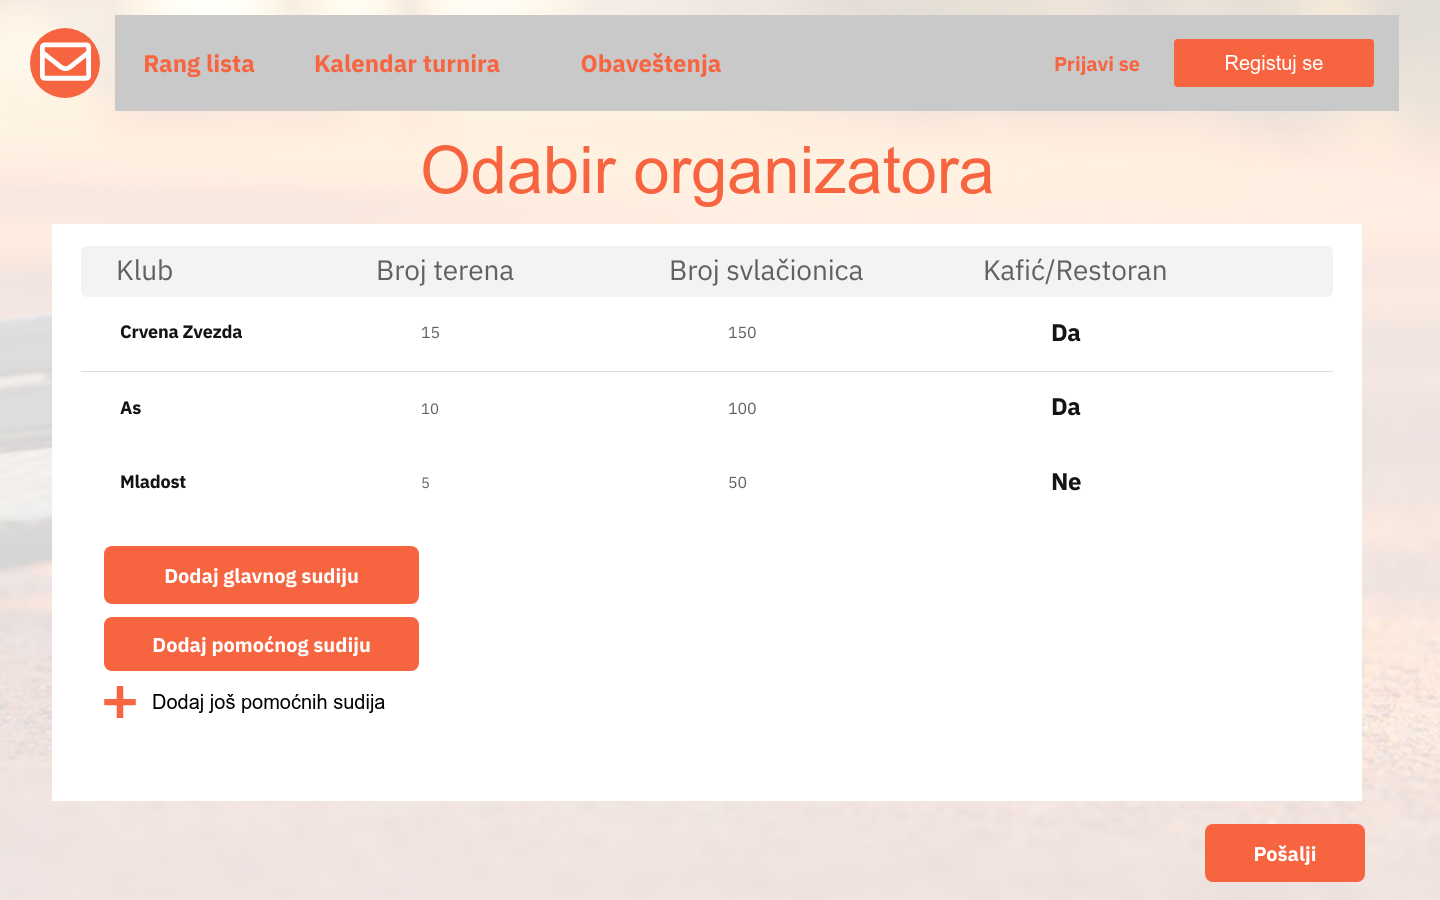 Rang lista Kalendar turnira Obaveštenja Prijavi se Registuj se
Odabir organizatora
Klub Broj terena Broj svlačionica Kafić/Restoran
Crvena Zvezda 15 150 Da
As 10 100 Da
Mladost 5 50 Ne
Dodaj glavnog sudiju
Dodaj pomoćnog sudiju
Dodaj još pomoćnih sudija
Pošalji